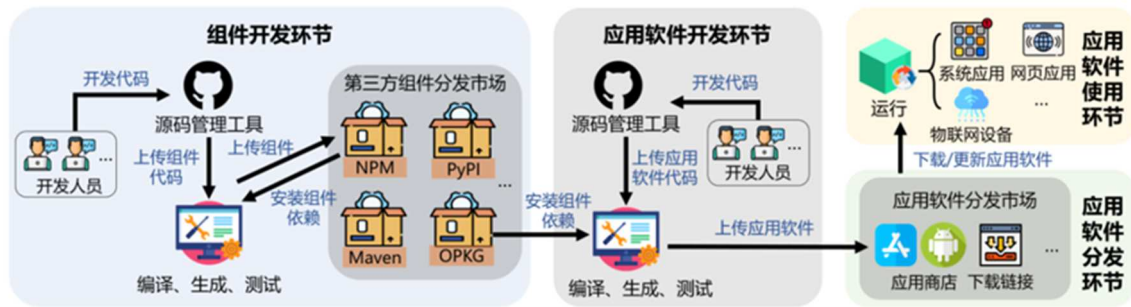 组件开发环节
开发代码
源码管理工具
开发人员
...
上传组件
代码
上传组件
安装组件
依赖
编译、生成、测试
第三方组件分发市场
NPM
PyPI
...
Maven
OPKG
安装组件
依赖
应用软件开发环节
开发代码
源码管理工具
...
开发人员
上传应用
软件代码
编译、生成、测试
上传应用软件
运行
系统应用
网页应用
物联网设备
...
应用
软件
使用
环节
下载/更新应用软件
应用软件分发市场
应用商店
下载链接
...
应用
软件
分发
环节